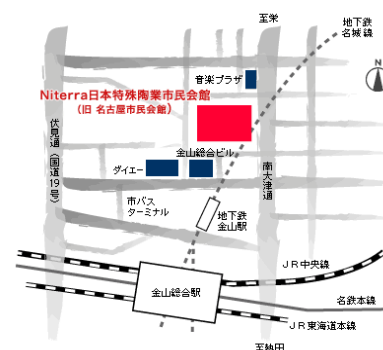 至栄
地下鉄
名城線
音楽プラザ
N
Niterra日本特殊陶業市民会館
(旧 名古屋市民会館)
伏見通(国道19号)
金山総合ビル
ダイエー
南大津通
市バス
ターミナル
地下鉄
金山駅
JR中央線
金山総合駅
名鉄本線
JR東海道本線
至熱田